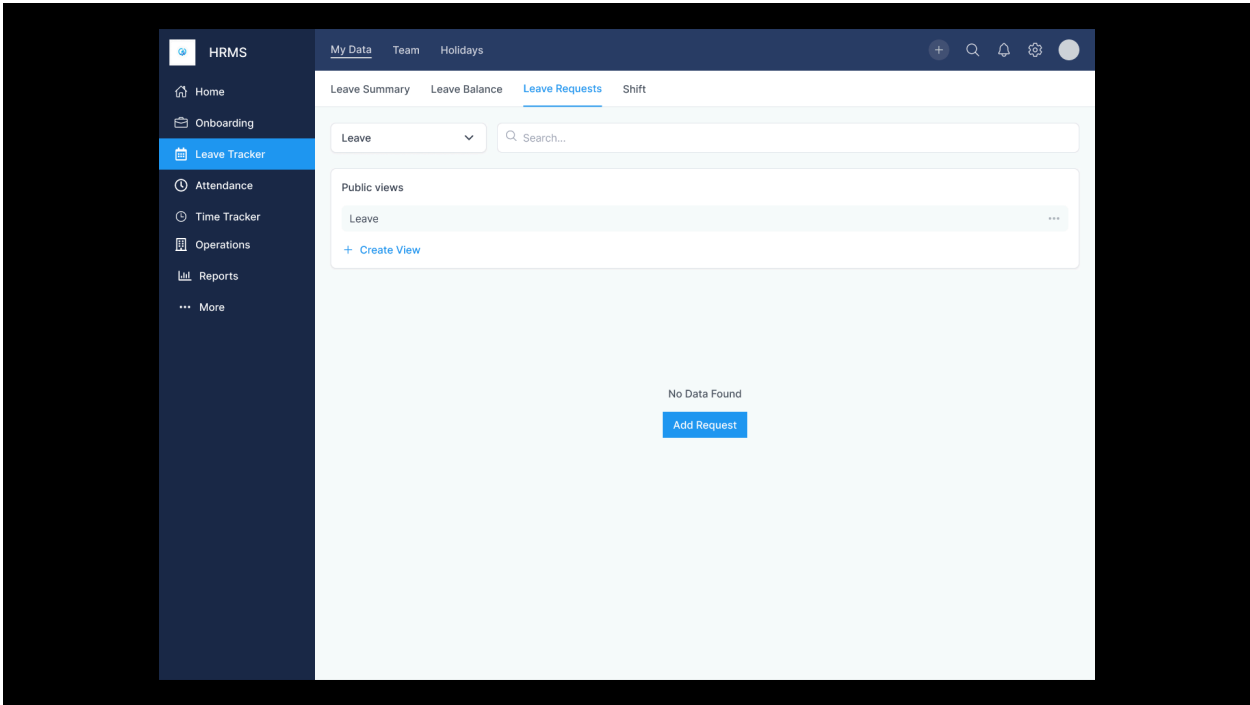 HRMS
My Data Team Holidays
Home
Onboarding
Leave Tracker
Attendance
Time Tracker
Operations
Reports
More
Leave Summary Leave Balance Leave Requests Shift
Leave Search...
Public views
Leave
+ Create View
No Data Found
Add Request